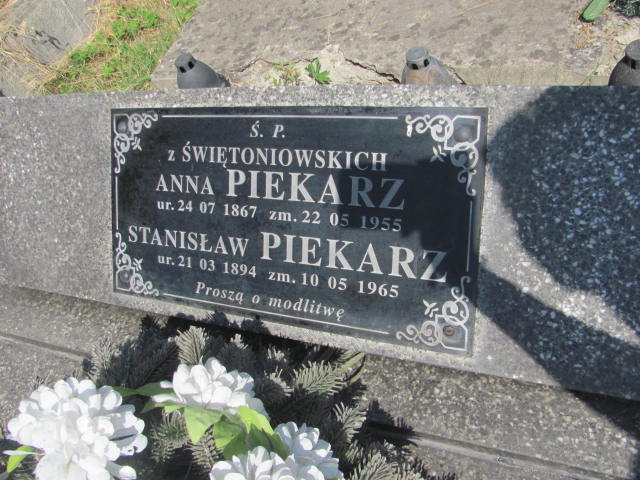 Ś. P.
z ŚWIĘTONIOWSKICH
ANNA PIEKARZ
ur. 24 07 1867 zm. 22 05 1955
STANISŁAW PIEKARZ
ur. 21 03 1894 zm. 10 05 1965
Proszą o modlitwę